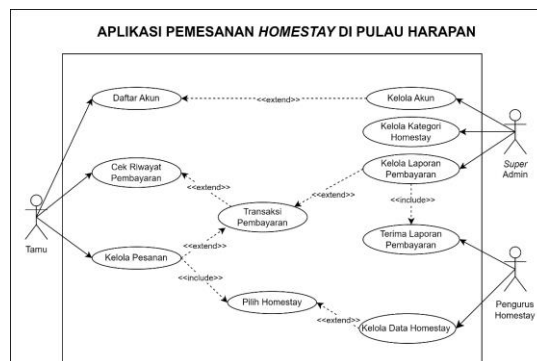 APLIKASI PEMESANAN HOMESTAY DI PULAU HARAPAN
Daftar Akun
<<extend>>
Kelola Akun
Kelola Kategori
Homestay
Super
Admin
Cek Riwayat
Pembayaran
<<extend>>
Kelola Laporan
Pembayaran
<<extend>>
<<include>>
Transaksi
Pembayaran
Tamu
Kelola Pesanan
<<extend>>
<<include>>
Terima Laporan
Pembayaran
Pilih Homestay
<<extend>>
Kelola Data Homestay
Pengurus
Homestay